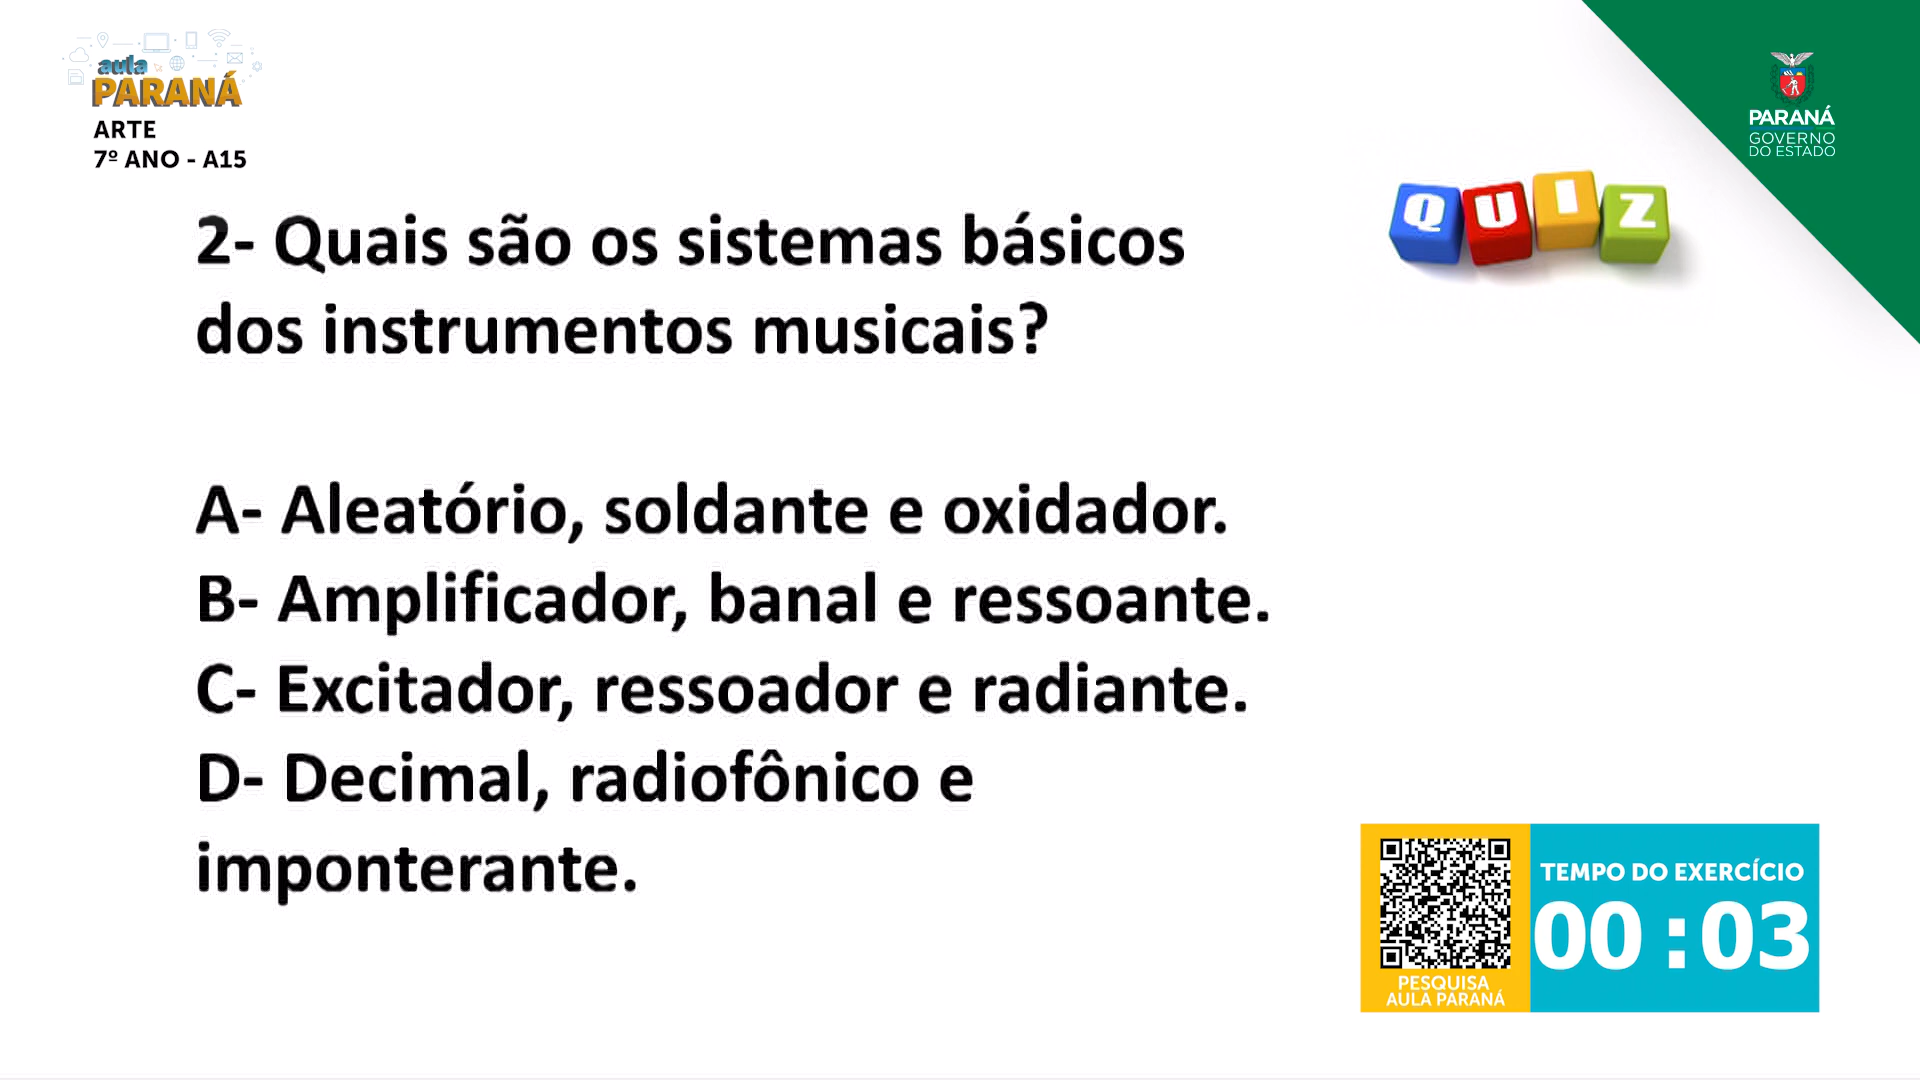 aula
PARANÁ
ARTE
7º ANO - A15
PARANÁ
GOVERNO
DO ESTADO
QUIZ
2- Quais são os sistemas básicos
dos instrumentos musicais?
A- Aleatório, soldante e oxidador.
B- Amplificador, banal e ressoante.
C- Excitador, ressoador e radiante.
D- Decimal, radiofônico e
imponterante.
TEMPO DO EXERCÍCIO
00:03
PESQUISA
AULA PARANÁ